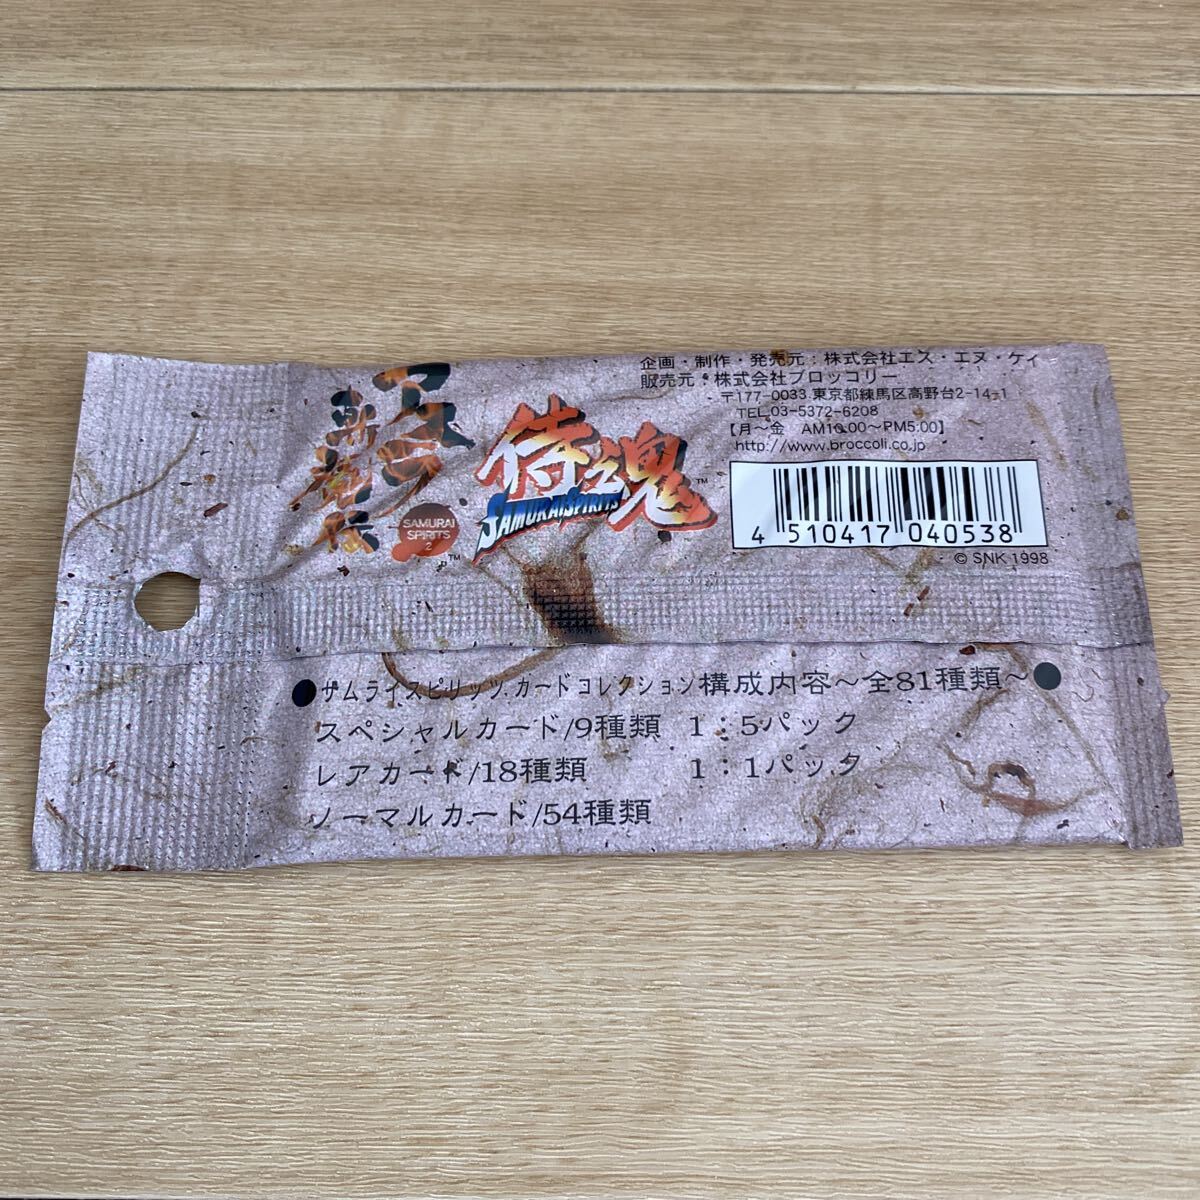 企画・制作・発売元：株式会社エス・エヌ・ケイ
販売元：株式会社ブロッコリー
〒177-0033 東京都練馬区高野台2-14-1
TEL.03-5372-6208
【月～金 AM10:00～PM5:00】
http://www.broccoli.co.jp
SAMURAI
SPIRITS
2
™
侍魂
SAMURAI SPIRITS
™
4 510417 040538
© SNK 1998
●サムライスピリッツ カードコレクション構成内容～全81種類～●
スペシャルカード/9種類 1：5パック
レアカード/18種類 1：1パック
ノーマルカード/54種類